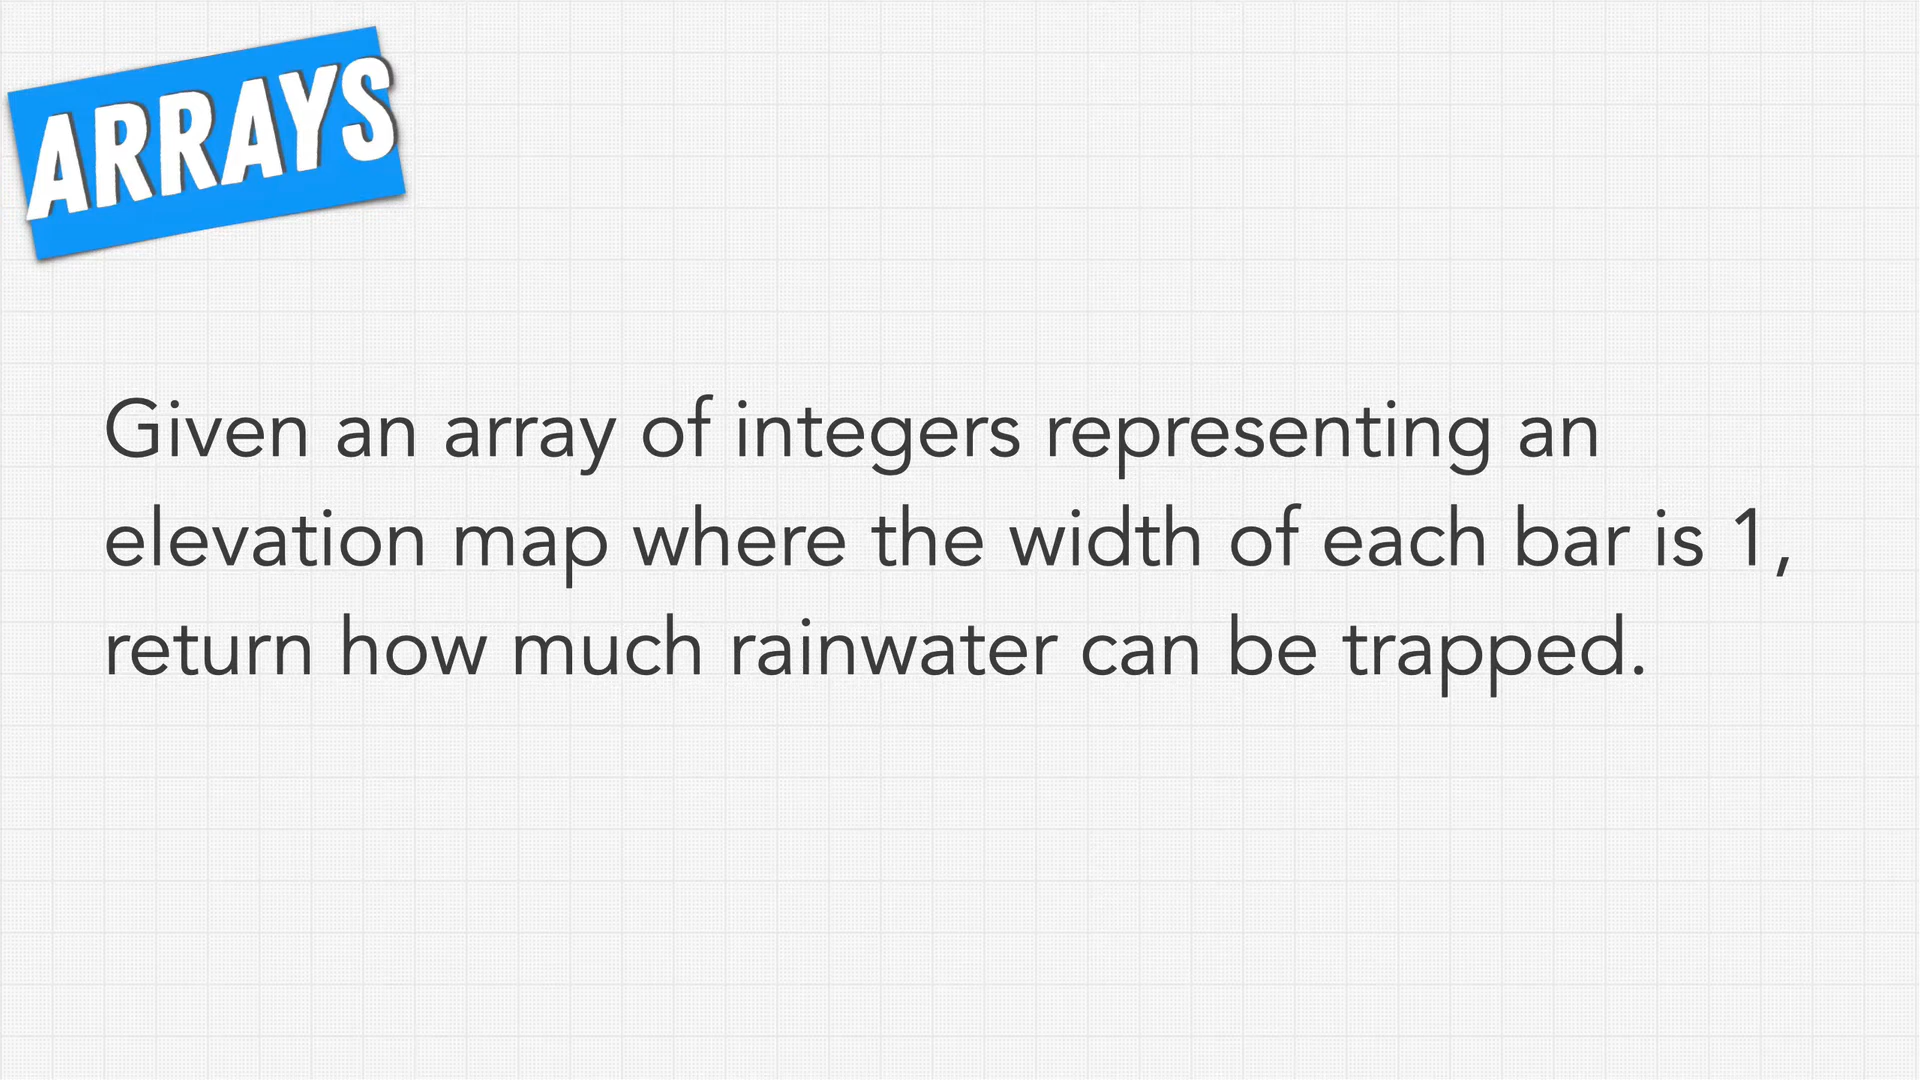 ARRAYS
Given an array of integers representing an
elevation map where the width of each bar is 1,
return how much rainwater can be trapped.